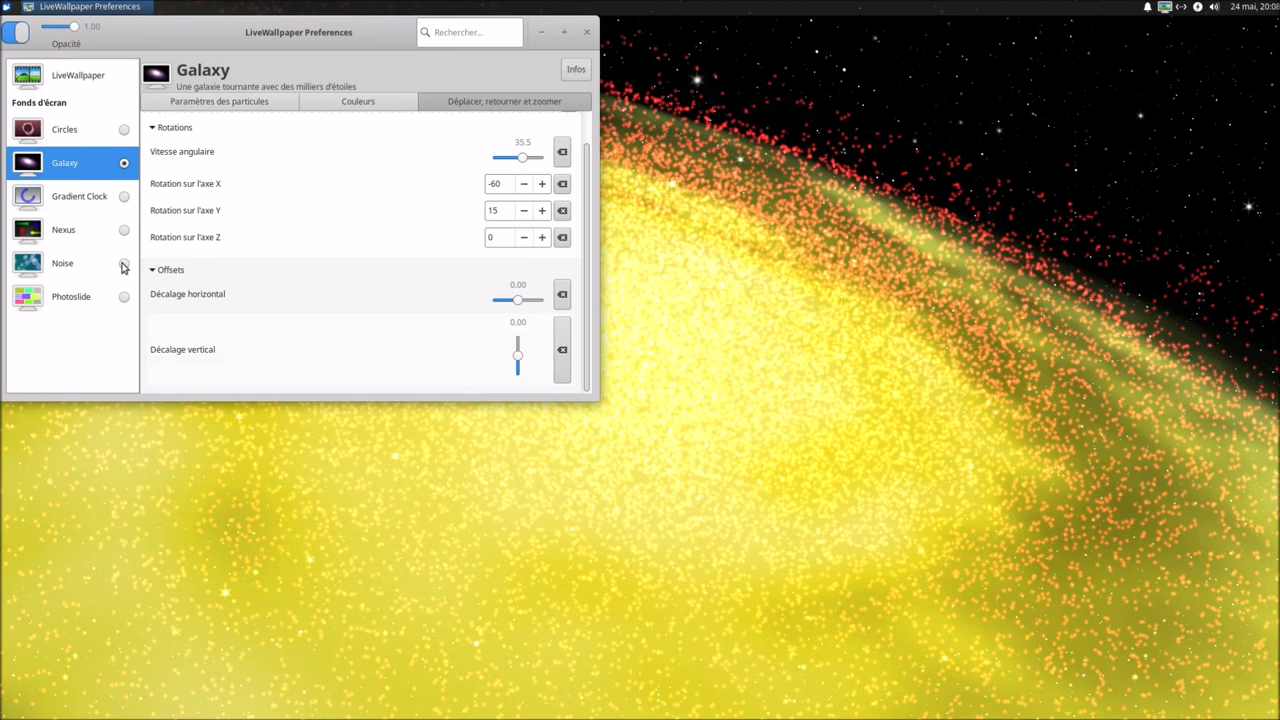 LiveWallpaper Preferences
24 mai, 20:08
1.00
Opacité
LiveWallpaper Preferences
Rechercher...
LiveWallpaper
Fonds d'écran
Circles
Galaxy
Gradient Clock
Nexus
Noise
Photoslide
Galaxy
Une galaxie tournante avec des milliers d'étoiles
Infos
Paramètres des particules
Couleurs
Déplacer, retourner et zoomer
Rotations
Vitesse angulaire
35.5
Rotation sur l'axe X
-60
Rotation sur l'axe Y
15
Rotation sur l'axe Z
0
Offsets
Décalage horizontal
0.00
Décalage vertical
0.00